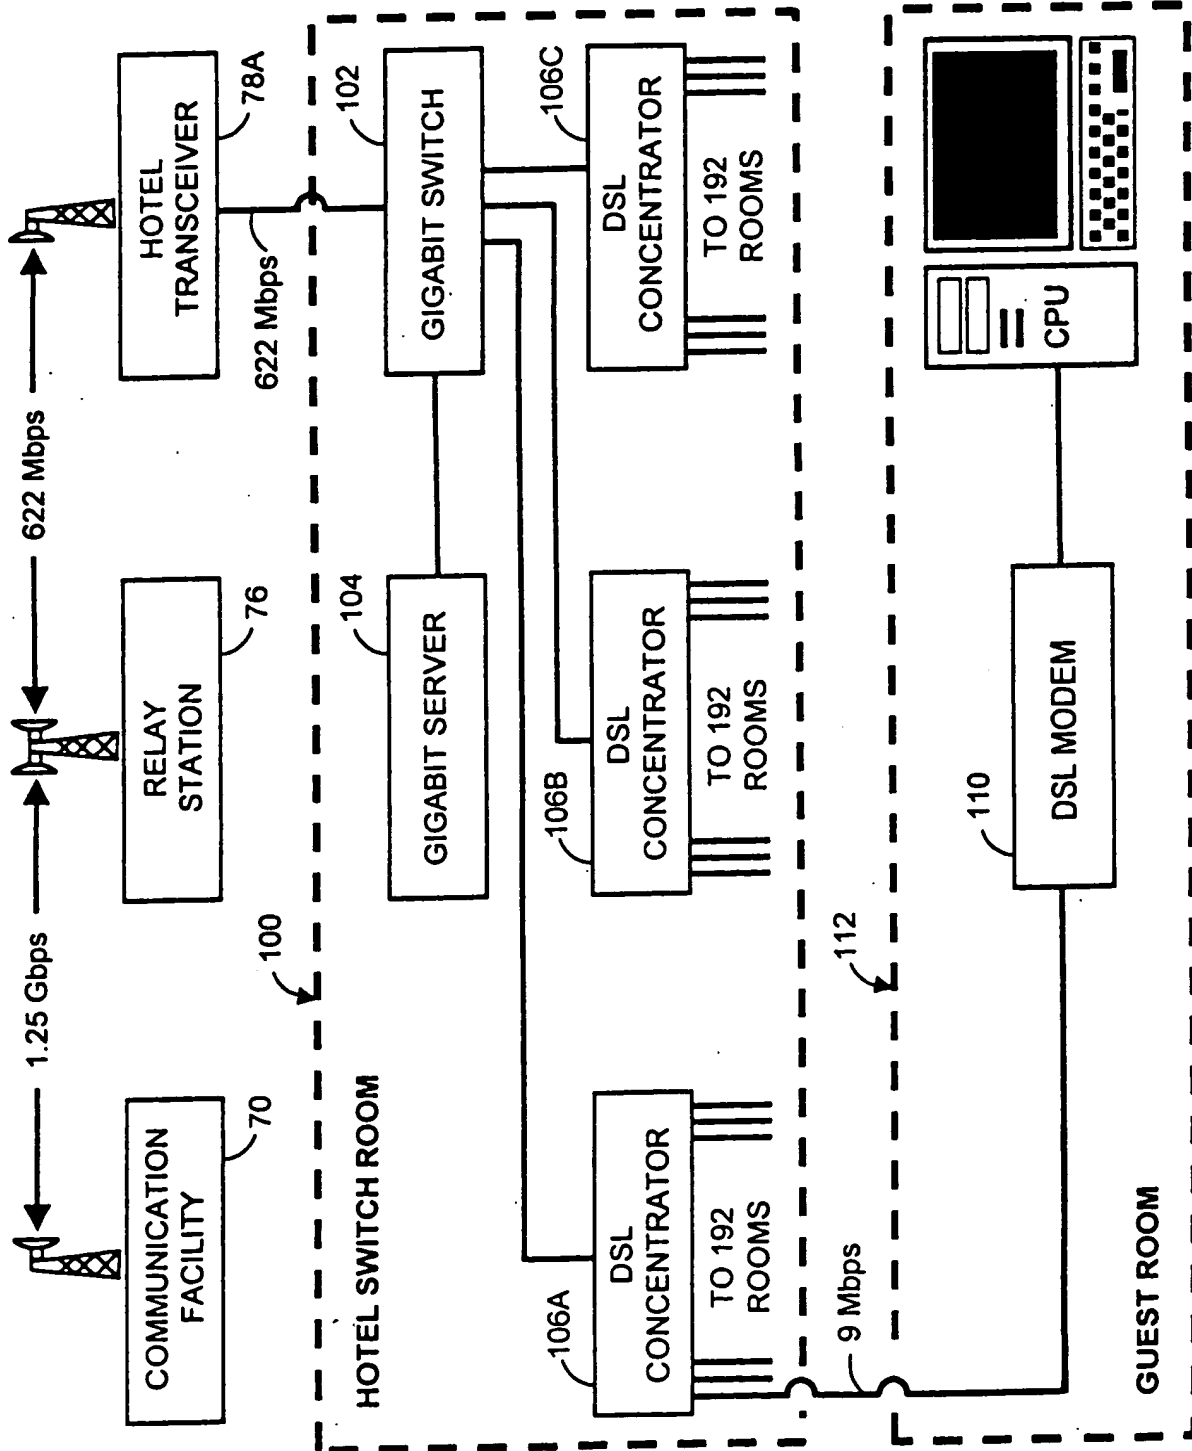 1.25 Gbps
622 Mbps
COMMUNICATION
FACILITY
70
RELAY
STATION
76
HOTEL
TRANSCEIVER
78A
622 Mbps
100
HOTEL SWITCH ROOM
104
GIGABIT SERVER
102
GIGABIT SWITCH
106A
DSL
CONCENTRATOR
TO 192
ROOMS
106B
DSL
CONCENTRATOR
TO 192
ROOMS
106C
DSL
CONCENTRATOR
TO 192
ROOMS
9 Mbps
112
110
DSL MODEM
CPU
GUEST ROOM